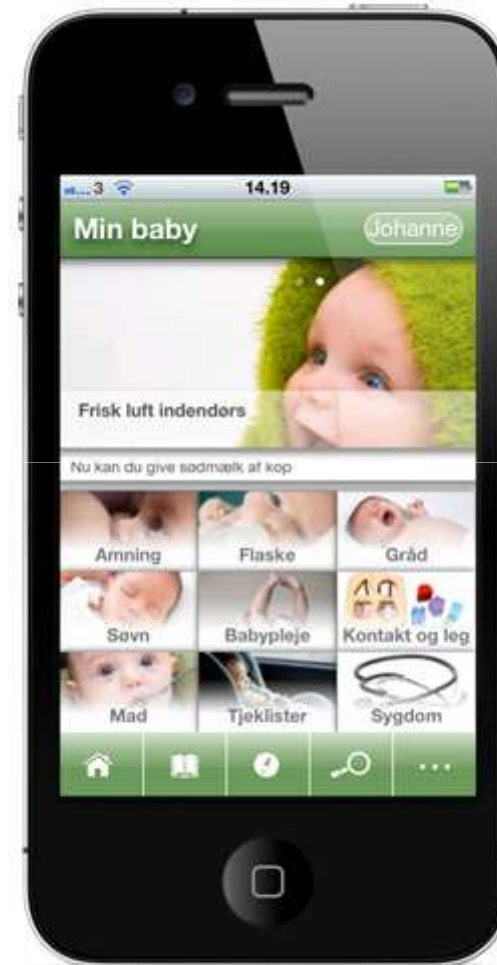 3 14.19
Min baby Johanne
Frisk luft indendørs
Nu kan du give sødmælk af kop
Amning Flaske Gråd
Søvn Babypleje Kontakt og leg
Mad Tjeklister Sygdom